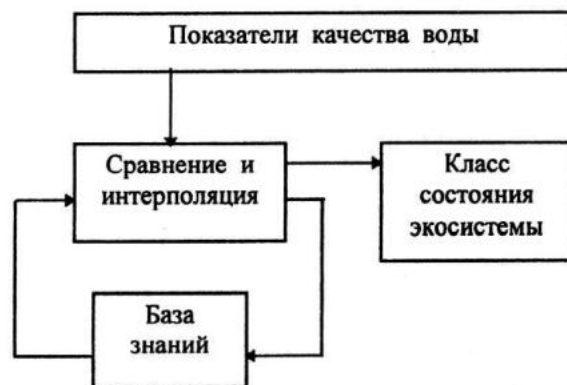 Показатели качества воды
Сравнение и
интерполяция
Класс
состояния
экосистемы
База
знаний